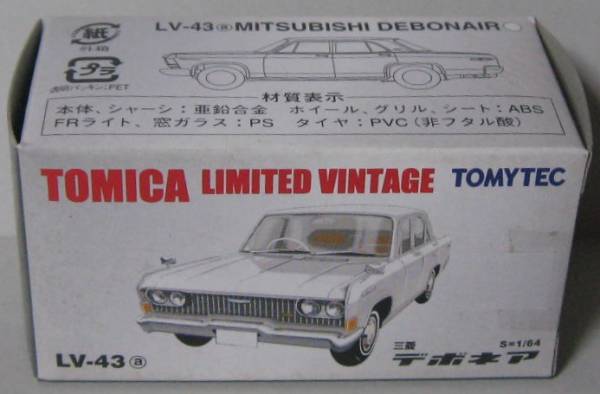 紙
外箱
プラ
透明パッキン:PET
LV-43ⓐMITSUBISHI DEBONAIR
材質表示
本体、シャーシ:亜鉛合金 ホイール、グリル、シート:ABS
FRライト、窓ガラス:PS タイヤ:PVC(非フタル酸)
TOMICA LIMITED VINTAGE TOMYTEC
LV-43ⓐ
三菱 S=1/64
デボネア